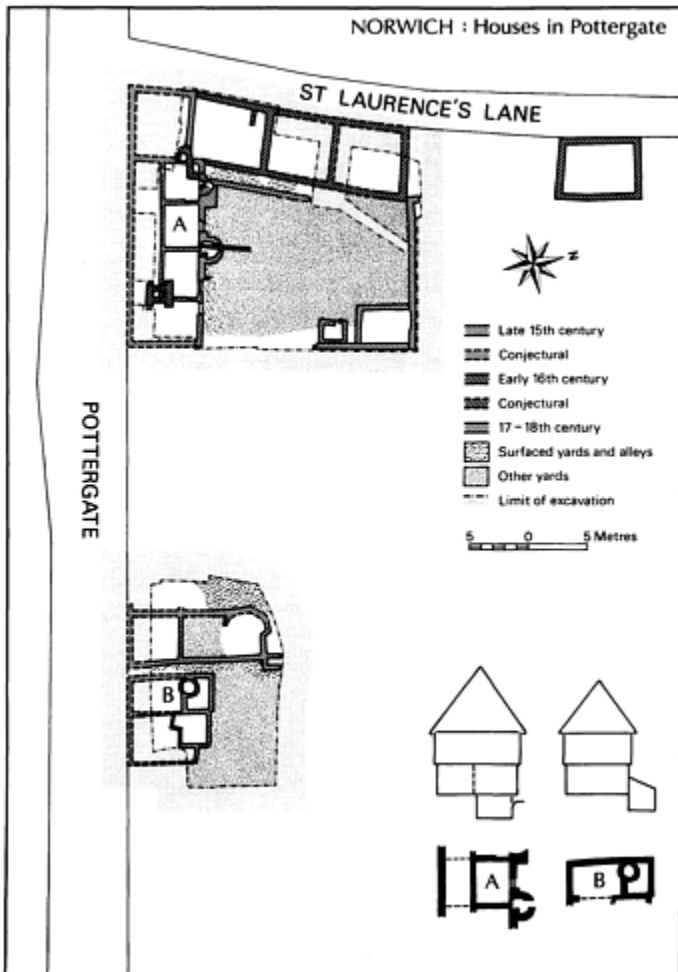 NORWICH : Houses in Pottergate
ST LAURENCE'S LANE
A
N
Late 15th century
Conjectural
Early 16th century
Conjectural
17 – 18th century
Surfaced yards and alleys
Other yards
Limit of excavation
5 0 5 Metres
POTTERGATE
B
A
B